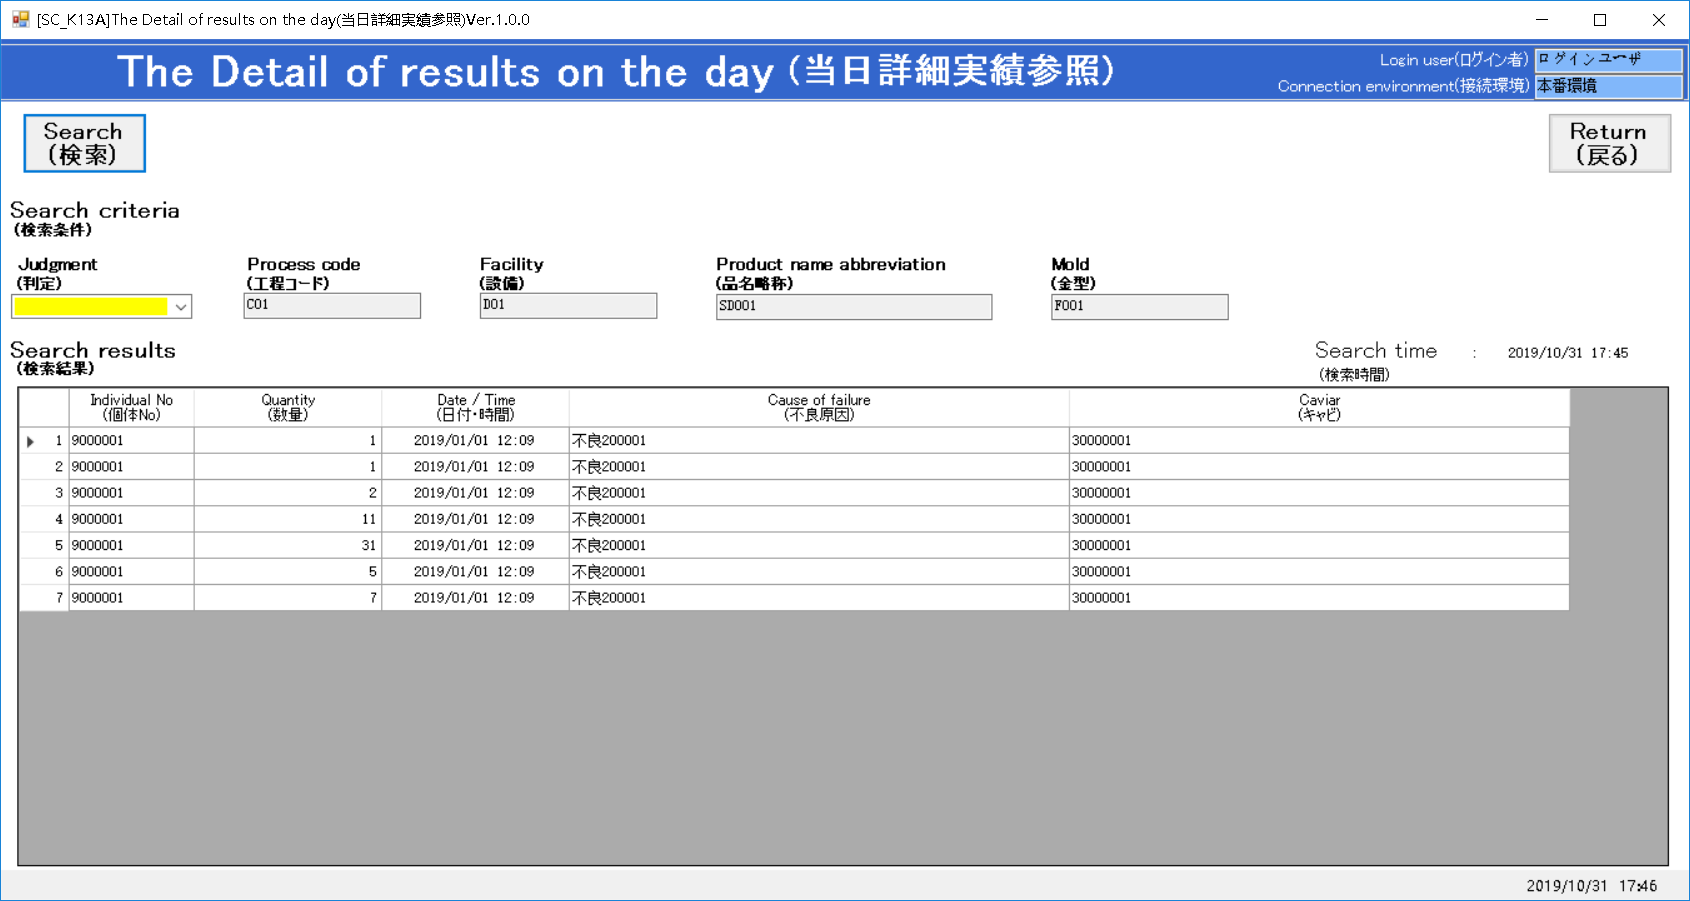 [SC_K13A]The Detail of results on the day(当日詳細実績参照)Ver.1.0.0
The Detail of results on the day (当日詳細実績参照)
Login user(ログイン者) ログインユーザ
Connection environment(接続環境) 本番環境
Search
(検索)
Return
(戻る)
Search criteria
(検索条件)
Judgment
(判定)
Process code
(工程コード)
C01
Facility
(設備)
D01
Product name abbreviation
(品名略称)
SD001
Mold
(金型)
F001
Search results
(検索結果)
Search time : 2019/10/31 17:45
(検索時間)
Individual No Quantity Date / Time Cause of failure Caviar
(個体No) (数量) (日付・時間) (不良原因) (キャビ)
1 9000001 1 2019/01/01 12:09 不良200001 30000001
2 9000001 1 2019/01/01 12:09 不良200001 30000001
3 9000001 2 2019/01/01 12:09 不良200001 30000001
4 9000001 11 2019/01/01 12:09 不良200001 30000001
5 9000001 31 2019/01/01 12:09 不良200001 30000001
6 9000001 5 2019/01/01 12:09 不良200001 30000001
7 9000001 7 2019/01/01 12:09 不良200001 30000001
2019/10/31 17:46